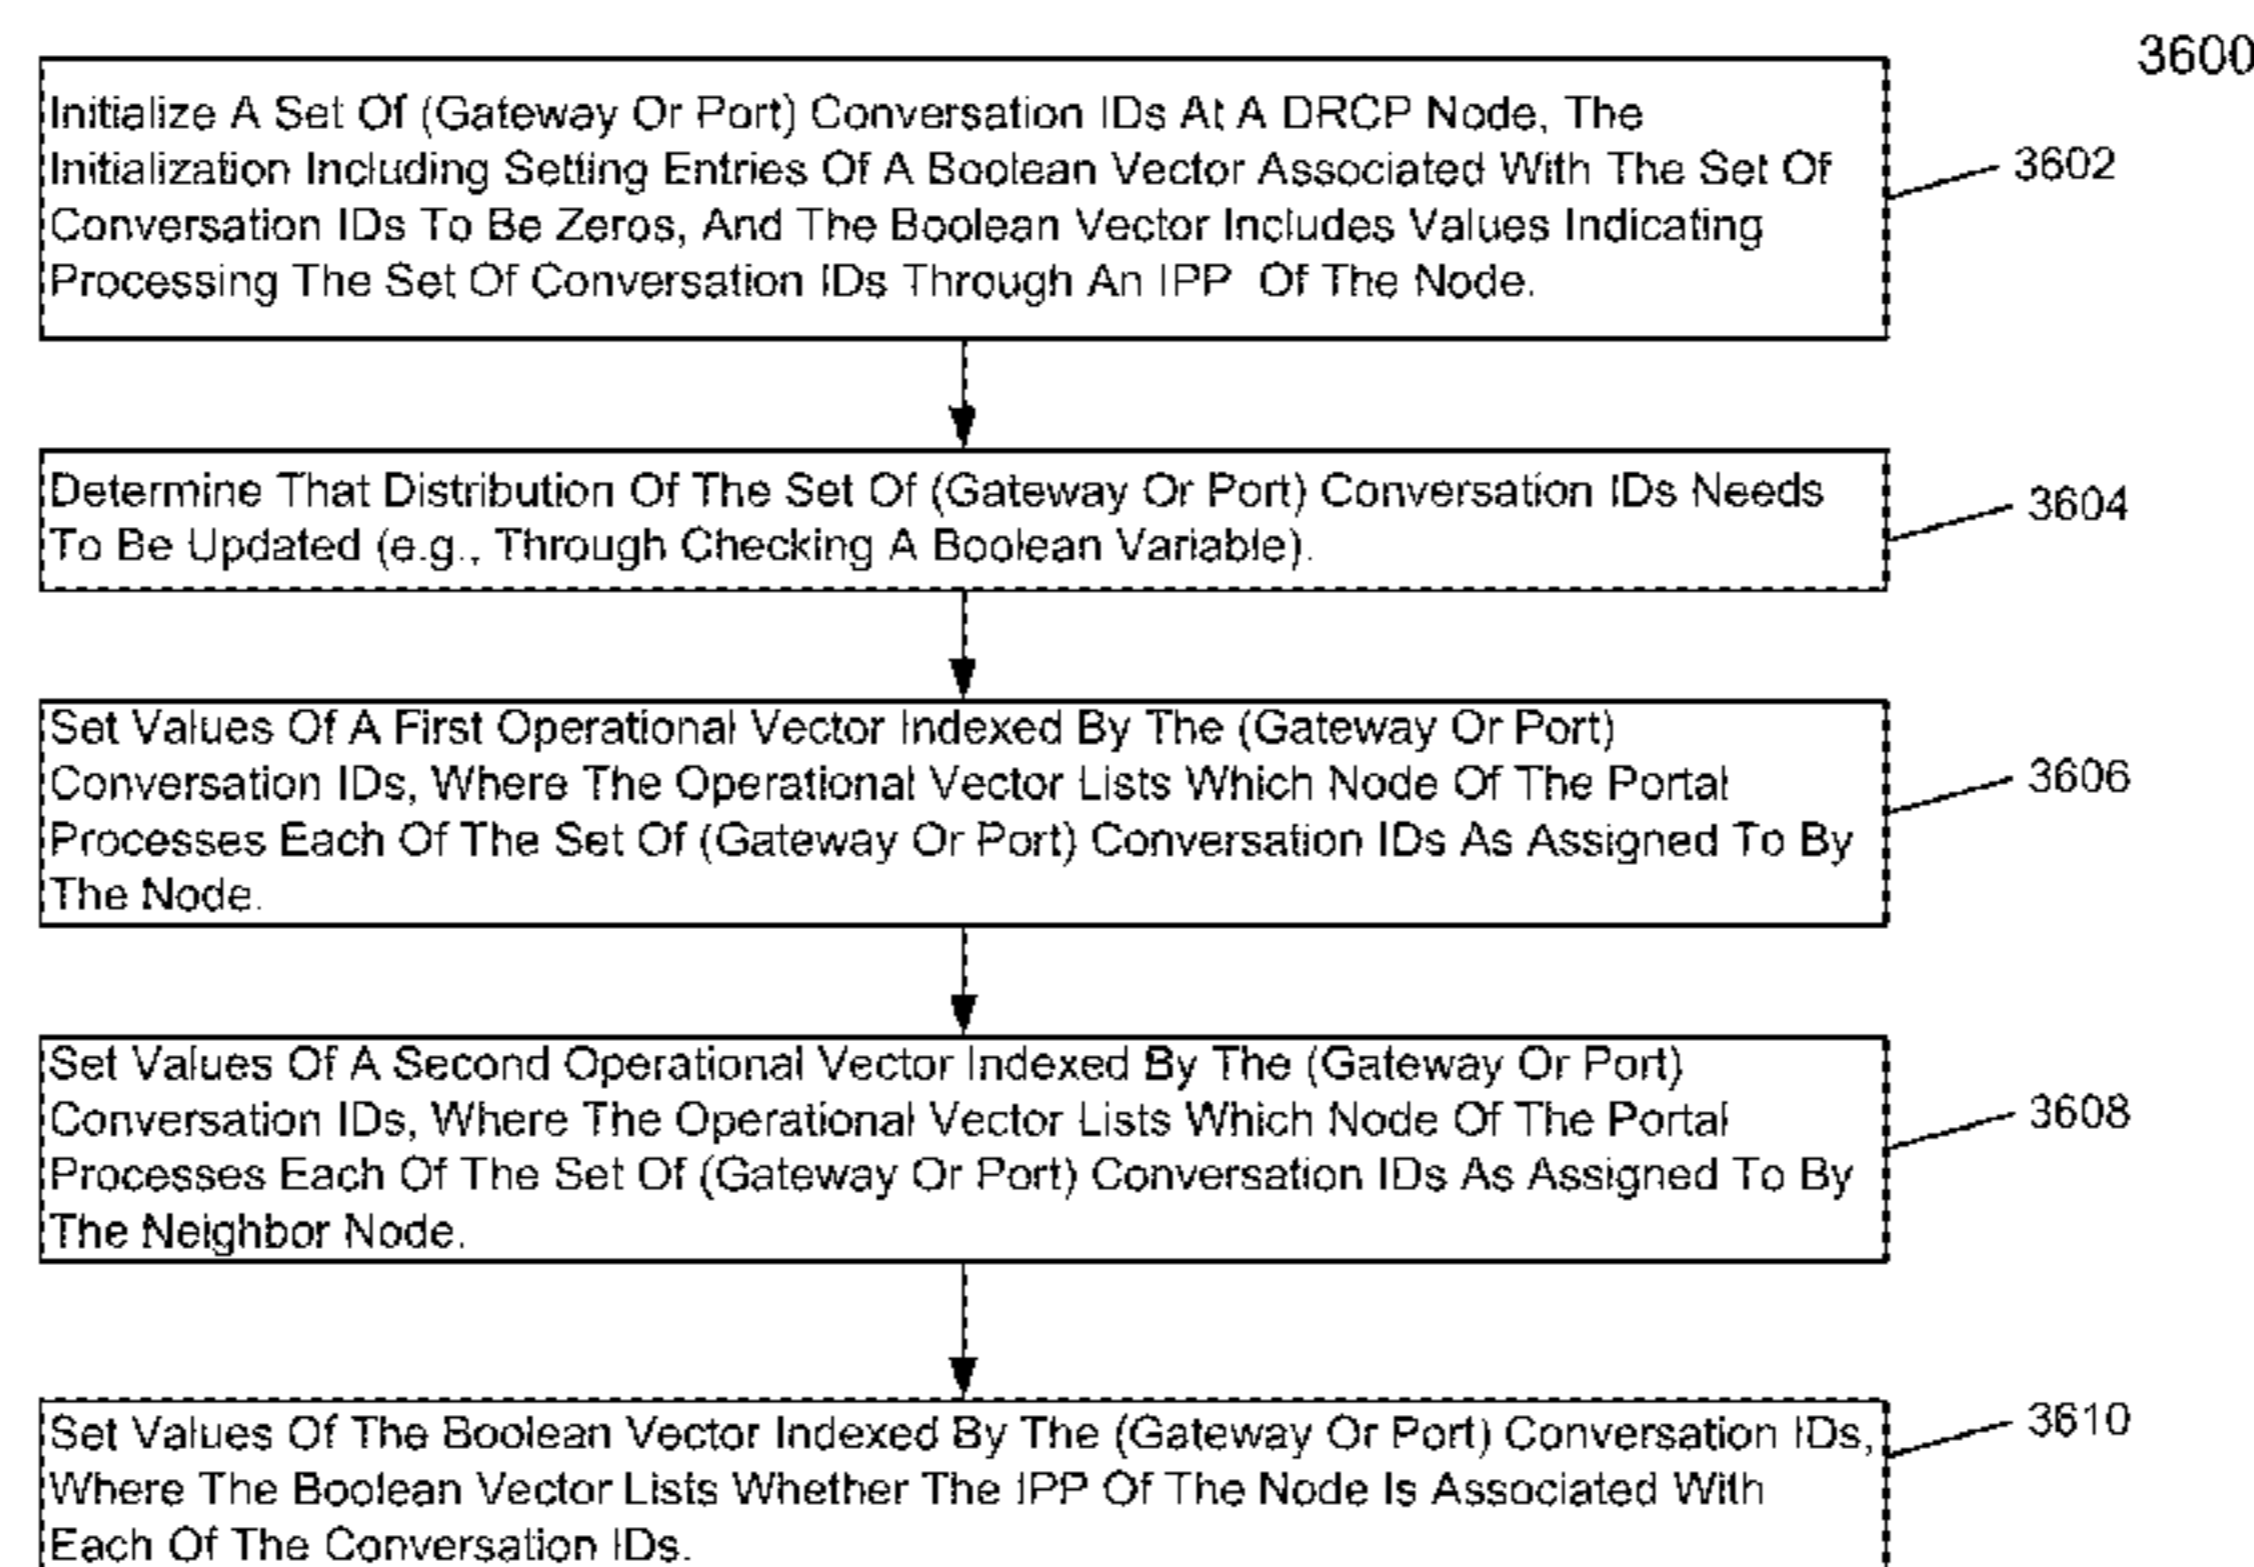 3600
Initialize A Set Of (Gateway Or Port) Conversation IDs At A DRCP Node, The
Initialization Including Setting Entries Of A Boolean Vector Associated With The Set Of
Conversation IDs To Be Zeros, And The Boolean Vector Includes Values Indicating
Processing The Set Of Conversation IDs Through An IPP Of The Node.
3602
Determine That Distribution Of The Set Of (Gateway Or Port) Conversation IDs Needs
To Be Updated (e.g., Through Checking A Boolean Variable).
3604
Set Values Of A First Operational Vector Indexed By The (Gateway Or Port)
Conversation IDs, Where The Operational Vector Lists Which Node Of The Portal
Processes Each Of The Set Of (Gateway Or Port) Conversation IDs As Assigned To By
The Node.
3606
Set Values Of A Second Operational Vector Indexed By The (Gateway Or Port)
Conversation IDs, Where The Operational Vector Lists Which Node Of The Portal
Processes Each Of The Set Of (Gateway Or Port) Conversation IDs As Assigned To By
The Neighbor Node.
3608
Set Values Of The Boolean Vector Indexed By The (Gateway Or Port) Conversation IDs,
Where The Boolean Vector Lists Whether The IPP Of The Node Is Associated With
Each Of The Conversation IDs.
3610